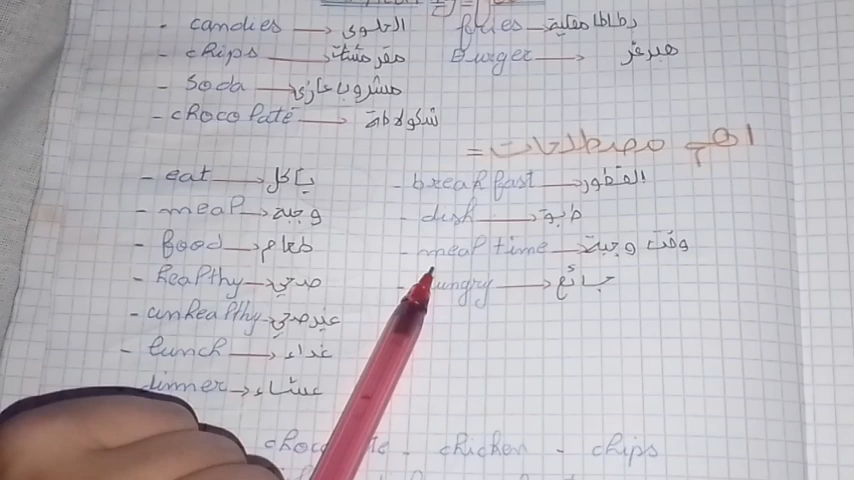 - candies → الحلوى fries → بطاطا مقلية
- chips → مقرمشات Burger → همبرغر
- Soda → مشروب غازي
- chocolate → شكولاطة
اهم مصطلحات =
- eat → يأكل - breakfast → الفطور
- meal → وجبة - dish → طبق
- food → طعام - meal time → وقت وجبة
- healthy → صحي - hungry → جائع
- unhealthy → غير صحي
- lunch → غداء
dinner → عشاء
- chicken - chips